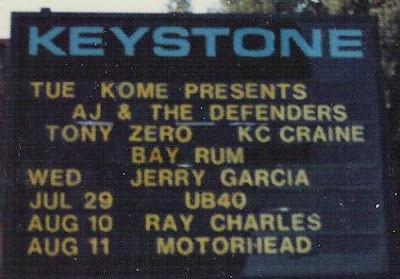 KEYSTONE
TUE KOME PRESENTS
AJ & THE DEFENDERS
TONY ZERO KC CRAINE
BAY RUM
WED JERRY GARCIA
JUL 29 UB40
AUG 10 RAY CHARLES
AUG 11 MOTORHEAD